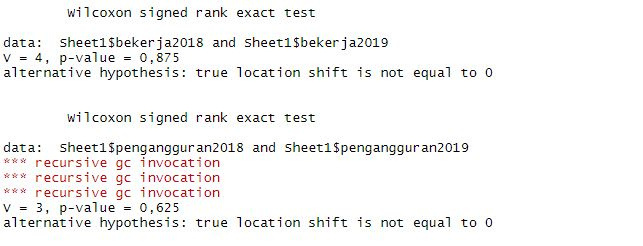 Wilcoxon signed rank exact test
data:  Sheet1$bekerja2018 and Sheet1$bekerja2019
V = 4, p-value = 0,875
alternative hypothesis: true location shift is not equal to 0
Wilcoxon signed rank exact test
data:  Sheet1$pengangguran2018 and Sheet1$pengangguran2019
*** recursive gc invocation
*** recursive gc invocation
*** recursive gc invocation
V = 3, p-value = 0,625
alternative hypothesis: true location shift is not equal to 0